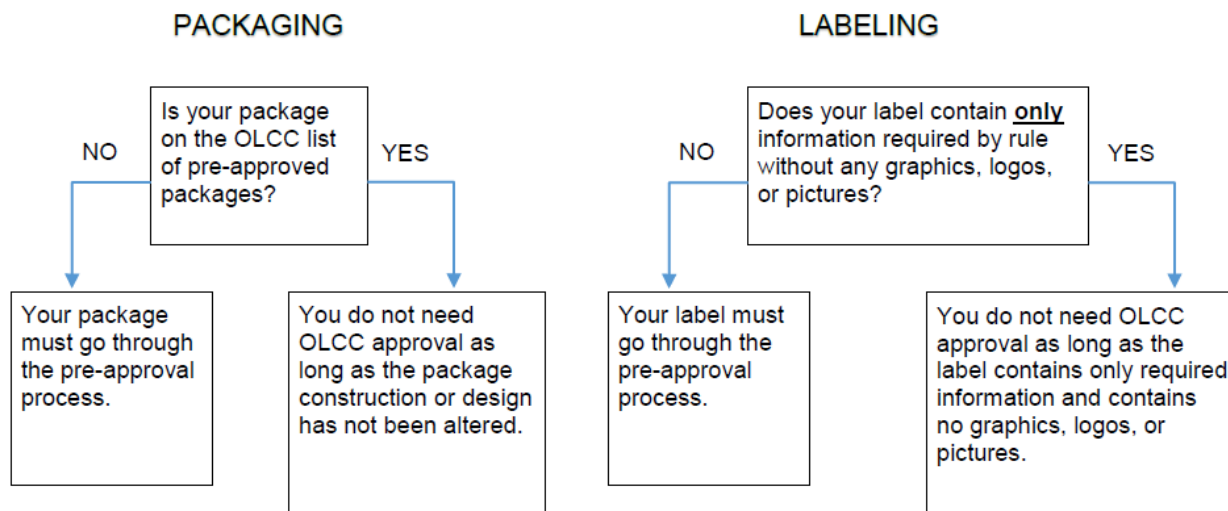 PACKAGING
Is your package
on the OLCC list
of pre-approved
packages?
NO
YES
Your package
must go through
the pre-approval
process.
You do not need
OLCC approval as
long as the package
construction or design
has not been altered.
LABELING
Does your label contain only
information required by rule
without any graphics, logos,
or pictures?
NO
YES
Your label must
go through the
pre-approval
process.
You do not need OLCC
approval as long as the
label contains only required
information and contains
no graphics, logos, or
pictures.